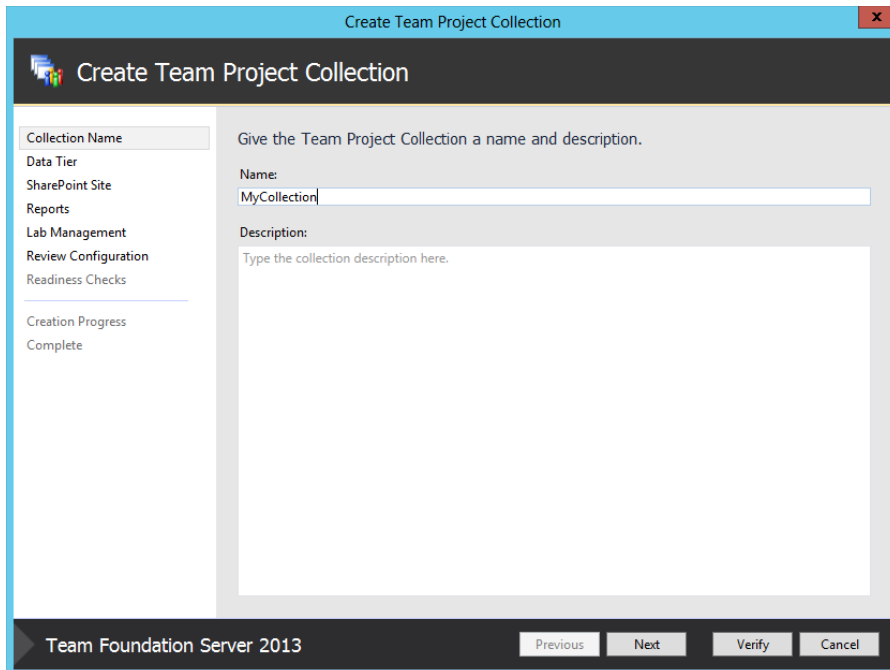 Create Team Project Collection
x
Create Team Project Collection
Collection Name
Data Tier
SharePoint Site
Reports
Lab Management
Review Configuration
Readiness Checks
Creation Progress
Complete
Give the Team Project Collection a name and description.
Name:
MyCollection
Description:
Type the collection description here.
Team Foundation Server 2013
Previous
Next
Verify
Cancel